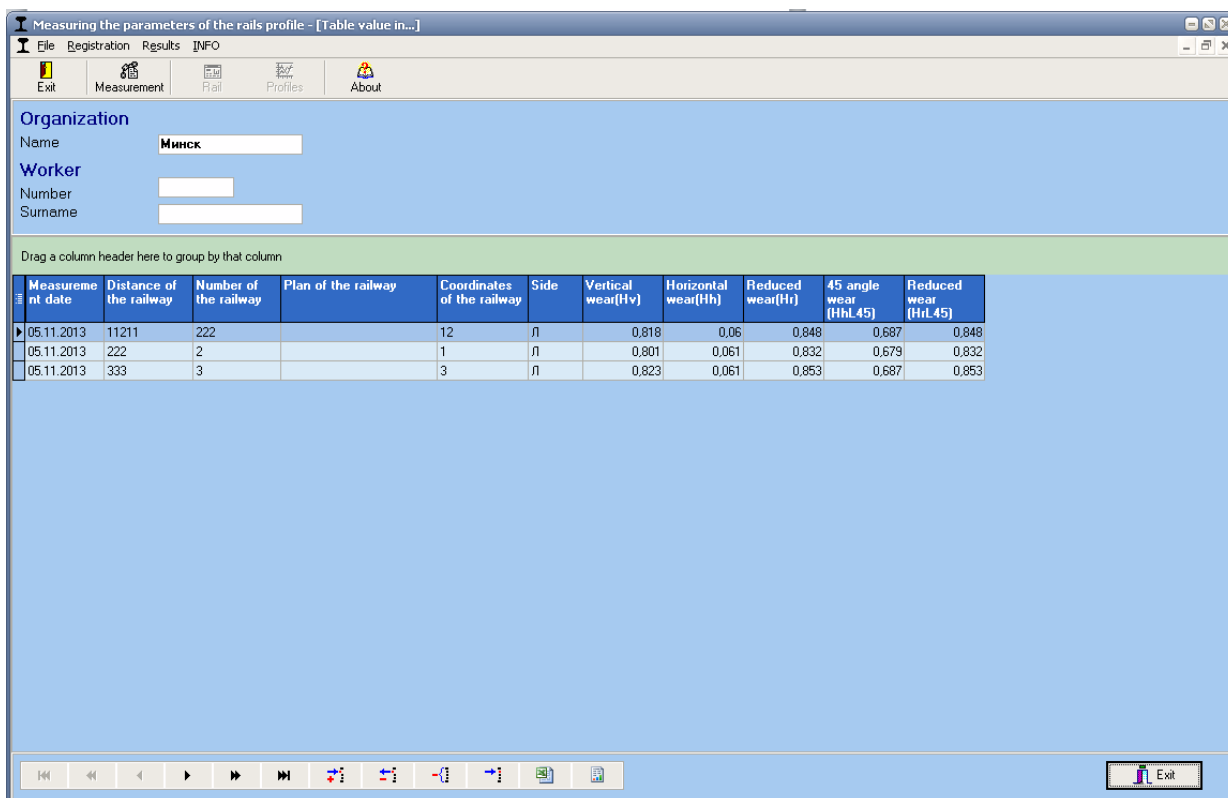 Measuring the parameters of the rails profile - [Table value in...]
File Registration Results INFO
Exit Measurement Rail Profiles About
Organization
Name Минск
Worker
Number
Surname
Drag a column header here to group by that column
Measureme Distance of Number of Plan of the railway Coordinates Side Vertical Horizontal Reduced 45 angle Reduced
nt date the railway the railway of the railway wear(Hv) wear(Hh) wear(Hr) wear wear
(HhL45) (HrL45)
05.11.2013 11211 222 12 Л 0,818 0,06 0,848 0,687 0,848
05.11.2013 222 2 1 Л 0,801 0,061 0,832 0,679 0,832
05.11.2013 333 3 3 Л 0,823 0,061 0,853 0,687 0,853
Exit